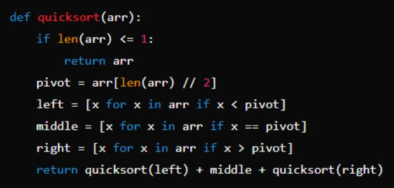 def quicksort(arr):
    if len(arr) <= 1:
        return arr
    pivot = arr[len(arr) // 2]
    left = [x for x in arr if x < pivot]
    middle = [x for x in arr if x == pivot]
    right = [x for x in arr if x > pivot]
    return quicksort(left) + middle + quicksort(right)